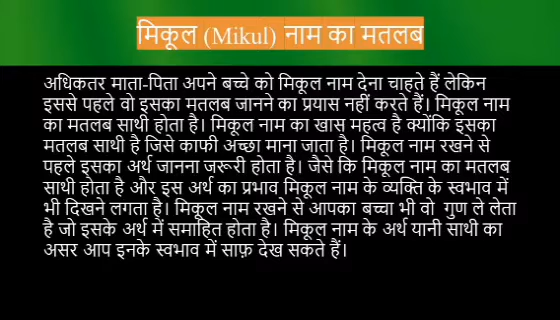 मिकूल (Mikul) नाम का मतलब
अधिकतर माता-पिता अपने बच्चे को मिकूल नाम देना चाहते हैं लेकिन
इससे पहले वो इसका मतलब जानने का प्रयास नहीं करते हैं। मिकूल नाम
का मतलब साथी होता है। मिकूल नाम का खास महत्व है क्योंकि इसका
मतलब साथी है जिसे काफी अच्छा माना जाता है। मिकूल नाम रखने से
पहले इसका अर्थ जानना जरूरी होता है। जैसे कि मिकूल नाम का मतलब
साथी होता है और इस अर्थ का प्रभाव मिकूल नाम के व्यक्ति के स्वभाव में
भी दिखने लगता है। मिकूल नाम रखने से आपका बच्चा भी वो गुण ले लेता
है जो इसके अर्थ में समाहित होता है। मिकूल नाम के अर्थ यानी साथी का
असर आप इनके स्वभाव में साफ़ देख सकते हैं।